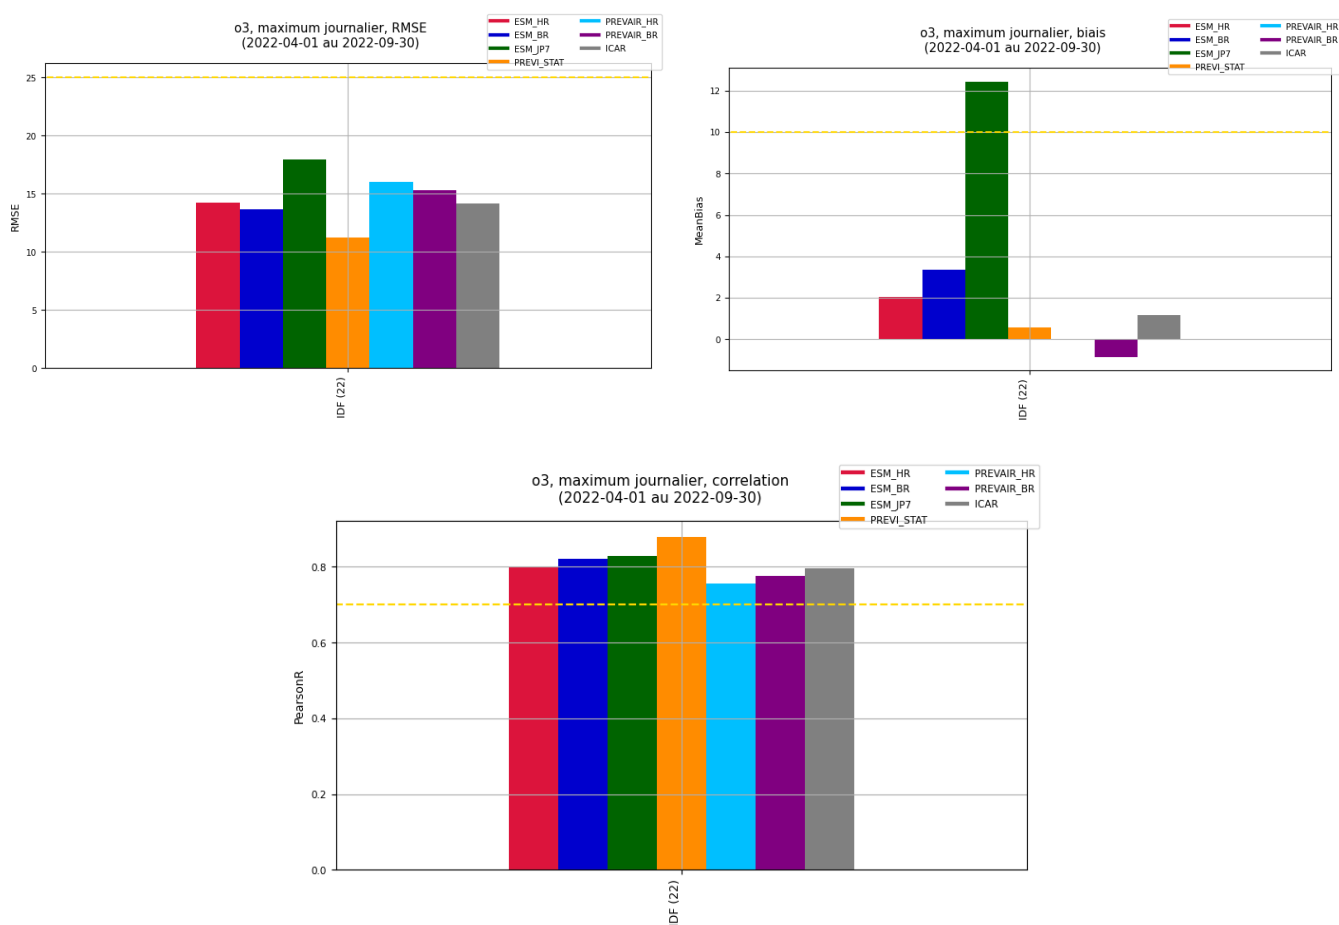 o3, maximum journalier, RMSE
(2022-04-01 au 2022-09-30)
ESM_HR
ESM_BR
ESM_JP7
PREVI_STAT
PREVAIR_HR
PREVAIR_BR
ICAR
25
20
15
10
5
0
RMSE
IDF (22)
o3, maximum journalier, biais
(2022-04-01 au 2022-09-30)
ESM_HR
ESM_BR
ESM_JP7
PREVI_STAT
PREVAIR_HR
PREVAIR_BR
ICAR
12
10
8
6
4
2
0
MeanBias
IDF (22)
o3, maximum journalier, correlation
(2022-04-01 au 2022-09-30)
ESM_HR
ESM_BR
ESM_JP7
PREVI_STAT
PREVAIR_HR
PREVAIR_BR
ICAR
0.8
0.6
0.4
0.2
0.0
PearsonR
IDF (22)